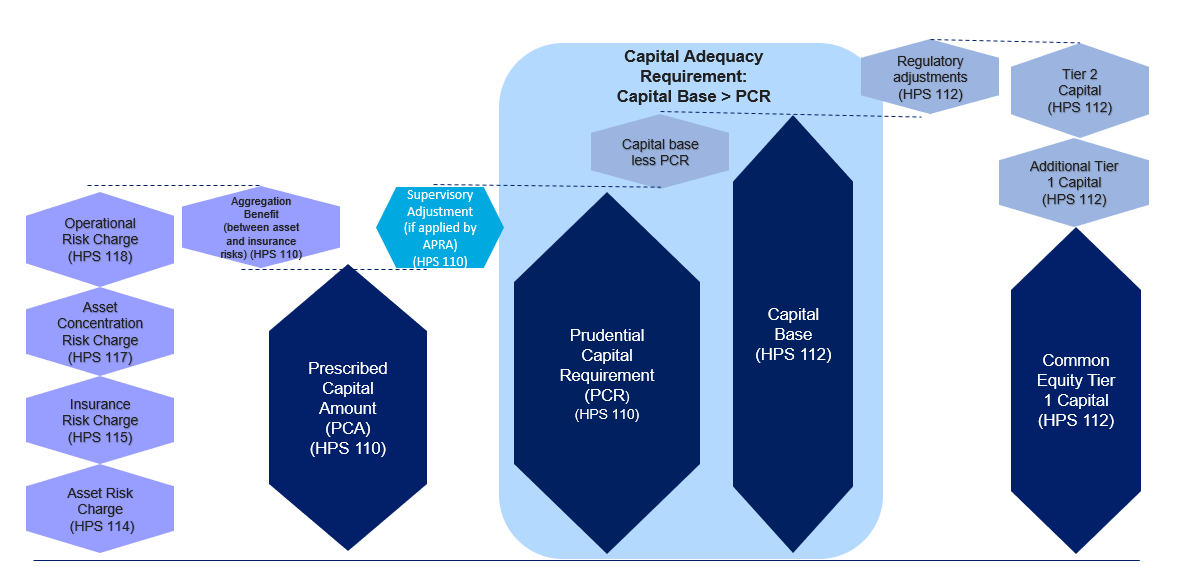 Capital Adequacy
Requirement:
Capital Base > PCR
Regulatory
adjustments
(HPS 112)
Tier 2
Capital
(HPS 112)
Capital base
less PCR
Additional Tier
1 Capital
(HPS 112)
Operational
Risk Charge
(HPS 118)
Aggregation
Benefit
(between asset
and insurance
risks) (HPS 110)
Supervisory
Adjustment
(if applied by
APRA)
(HPS 110)
Asset
Concentration
Risk Charge
(HPS 117)
Insurance
Risk Charge
(HPS 115)
Asset Risk
Charge
(HPS 114)
Prescribed
Capital
Amount
(PCA)
(HPS 110)
Prudential
Capital
Requirement
(PCR)
(HPS 110)
Capital
Base
(HPS 112)
Common
Equity Tier
1 Capital
(HPS 112)